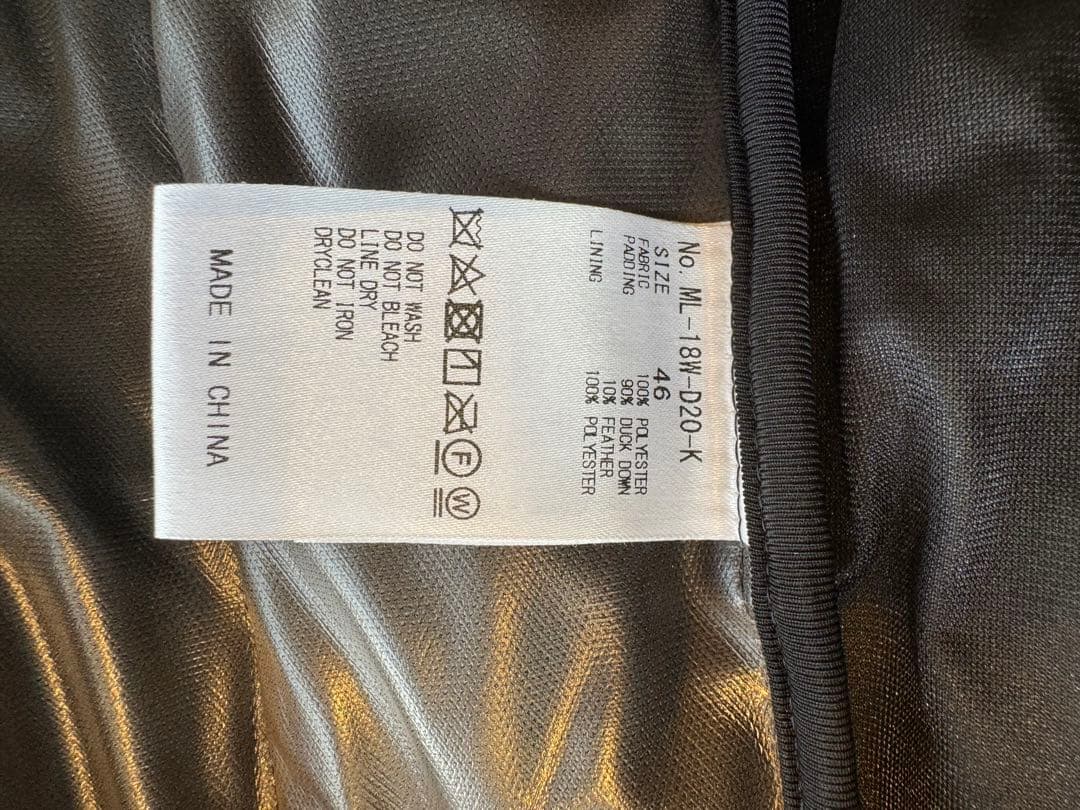 No. ML-18W-D20-K
SIZE 46
FABRIC 100% POLYESTER
PADDING 90% DUCK DOWN
10% FEATHER
LINING 100% POLYESTER
F W
DO NOT WASH
DO NOT BLEACH
LINE DRY
DO NOT IRON
DRYCLEAN
MADE IN CHINA